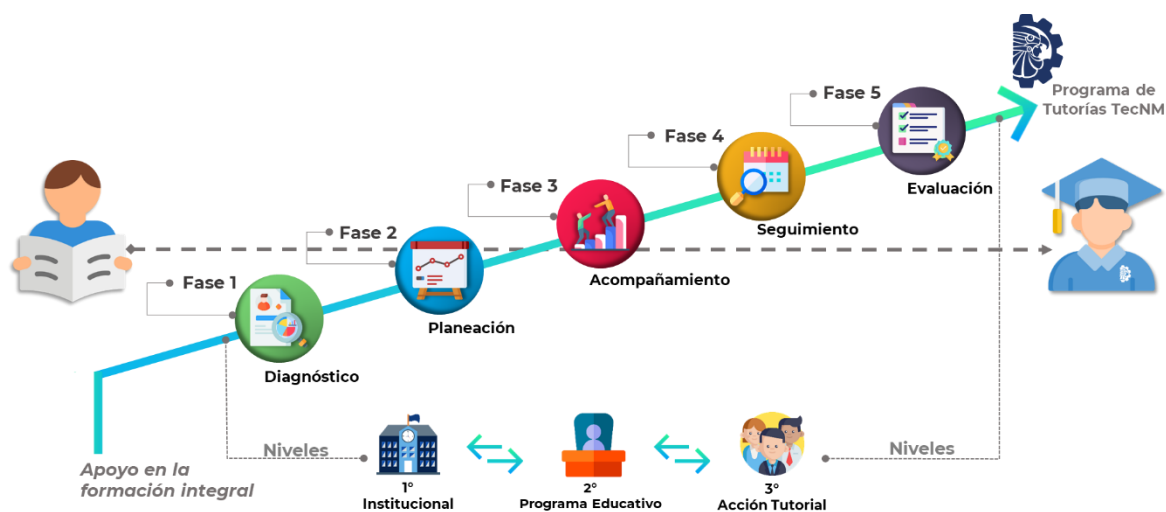 Programa de
Tutorías TecNM
Fase 5
Evaluación
Fase 4
Seguimiento
Fase 3
Acompañamiento
Fase 2
Planeación
Fase 1
Diagnóstico
Niveles
Niveles
Apoyo en la
formación integral
1°
Institucional
2°
Programa Educativo
3°
Acción Tutorial